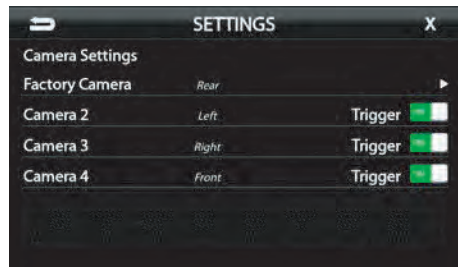 SETTINGS X
Camera Settings
Factory Camera Rear
Camera 2 Left Trigger
Camera 3 Right Trigger
Camera 4 Front Trigger